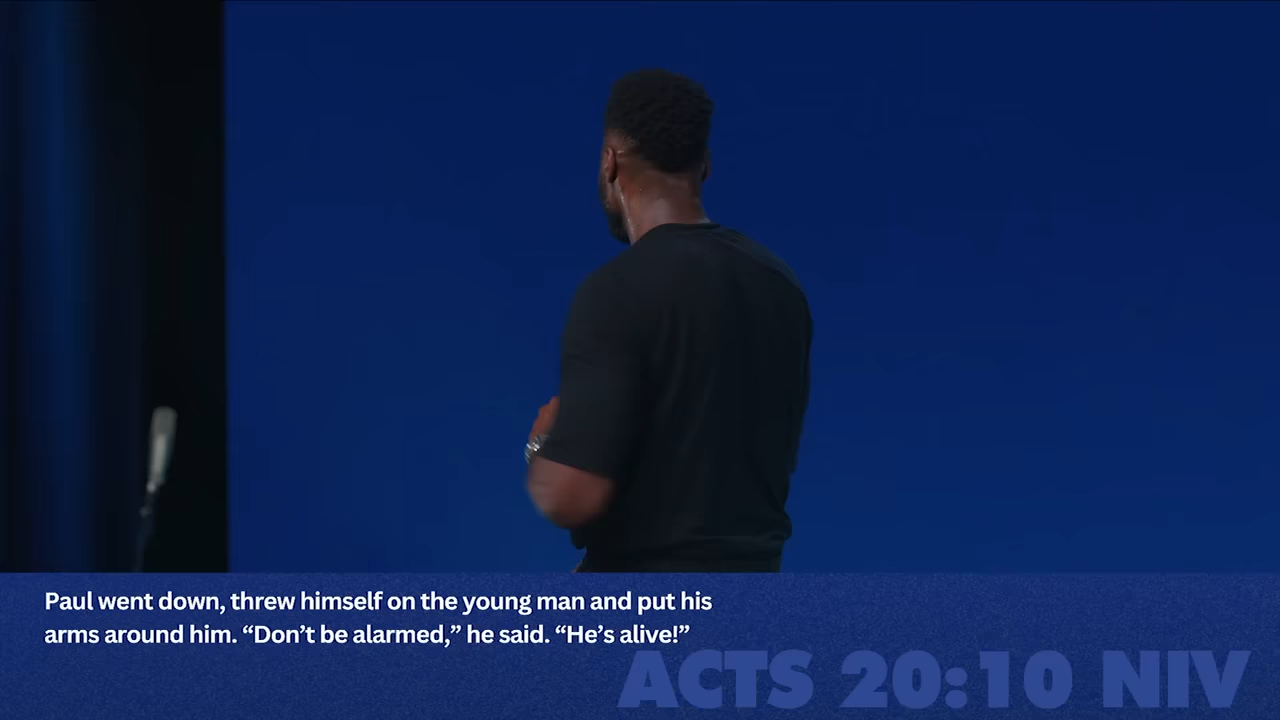 Paul went down, threw himself on the young man and put his
arms around him. “Don’t be alarmed,” he said. “He’s alive!”
ACTS 20:10 NIV